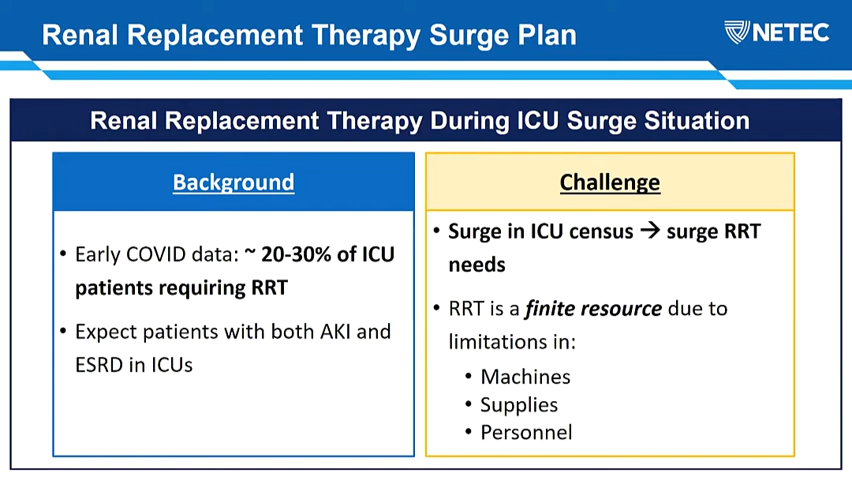 Renal Replacement Therapy Surge Plan
NETEC
Renal Replacement Therapy During ICU Surge Situation
Background
• Early COVID data: ~ 20-30% of ICU
patients requiring RRT
• Expect patients with both AKI and
ESRD in ICUs
Challenge
• Surge in ICU census → surge RRT
needs
• RRT is a finite resource due to
limitations in:
• Machines
• Supplies
• Personnel